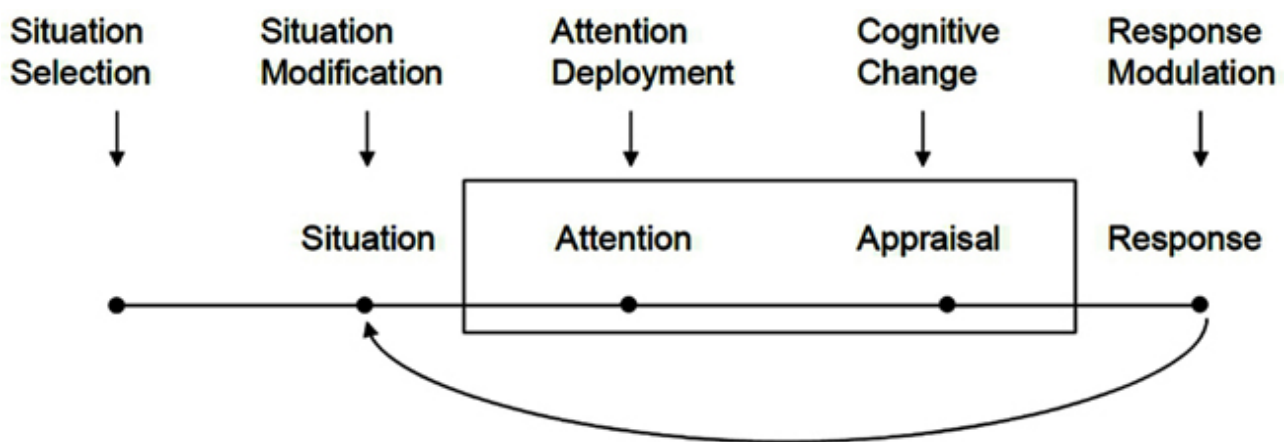 Situation
Selection
Situation
Modification
Attention
Deployment
Cognitive
Change
Response
Modulation
Situation
Attention
Appraisal
Response